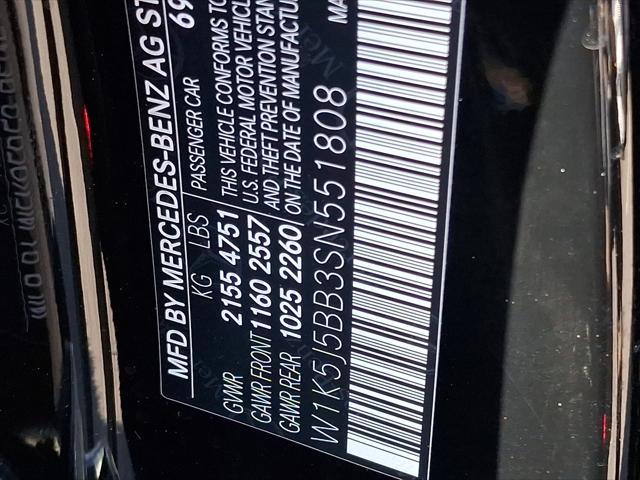 MFD BY MERCEDES-BENZ AG ST
69
KG LBS PASSENGER CAR
GVWR 2155 4751 THIS VEHICLE CONFORMS TO
GAWR FRONT 1160 2557 U.S. FEDERAL MOTOR VEHICL
AND THEFT PREVENTION STAN
GAWR REAR 1025 2260 ON THE DATE OF MANUFACTUR
W1K5J5BB3SN551808
MA